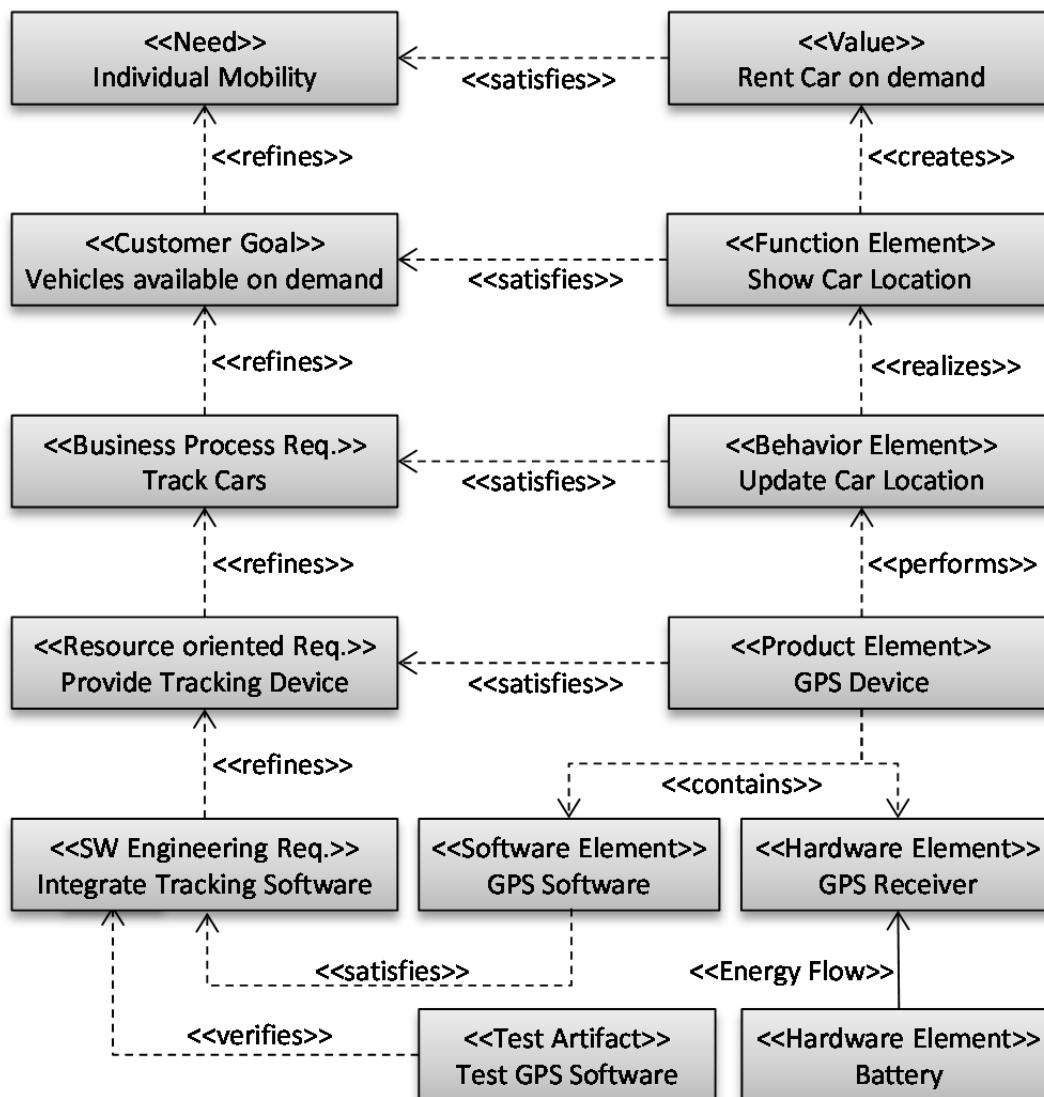 <<Need>>
Individual Mobility
<<satisfies>>
<<Value>>
Rent Car on demand
<<refines>>
<<creates>>
<<Customer Goal>>
Vehicles available on demand
<<satisfies>>
<<Function Element>>
Show Car Location
<<refines>>
<<realizes>>
<<Business Process Req.>>
Track Cars
<<satisfies>>
<<Behavior Element>>
Update Car Location
<<refines>>
<<performs>>
<<Resource oriented Req.>>
Provide Tracking Device
<<satisfies>>
<<Product Element>>
GPS Device
<<refines>>
<<contains>>
<<SW Engineering Req.>>
Integrate Tracking Software
<<Software Element>>
GPS Software
<<Hardware Element>>
GPS Receiver
<<satisfies>>
<<Energy Flow>>
<<verifies>>
<<Test Artifact>>
Test GPS Software
<<Hardware Element>>
Battery